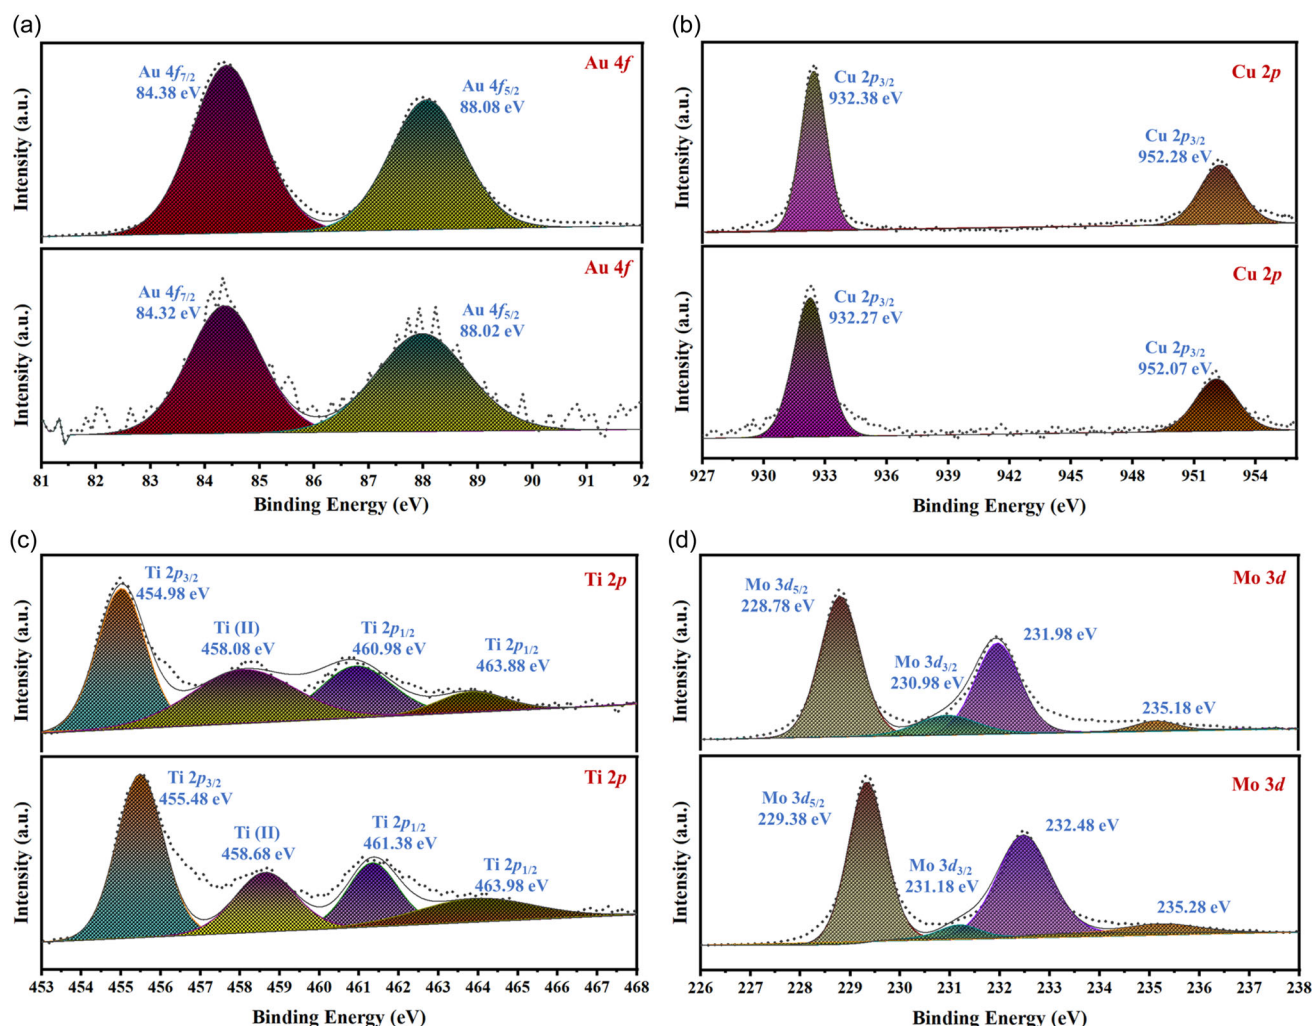 (a)
Au 4f
Au 4f7/2
84.38 eV
Au 4f5/2
88.08 eV
Intensity (a.u.)
Au 4f
Au 4f7/2
84.32 eV
Au 4f5/2
88.02 eV
Intensity (a.u.)
81 82 83 84 85 86 87 88 89 90 91 92
Binding Energy (eV)
(b)
Cu 2p
Cu 2p3/2
932.38 eV
Cu 2p3/2
952.28 eV
Intensity (a.u.)
Cu 2p
Cu 2p3/2
932.27 eV
Cu 2p3/2
952.07 eV
Intensity (a.u.)
927 930 933 936 939 942 945 948 951 954
Binding Energy (eV)
(c)
Ti 2p
Ti 2p3/2
454.98 eV
Ti (II)
458.08 eV
Ti 2p1/2
460.98 eV
Ti 2p1/2
463.88 eV
Intensity (a.u.)
Ti 2p
Ti 2p3/2
455.48 eV
Ti (II)
458.68 eV
Ti 2p1/2
461.38 eV
Ti 2p1/2
463.98 eV
Intensity (a.u.)
453 454 455 456 457 458 459 460 461 462 463 464 465 466 467 468
Binding Energy (eV)
(d)
Mo 3d
Mo 3d5/2
228.78 eV
Mo 3d3/2
230.98 eV
231.98 eV
235.18 eV
Intensity (a.u.)
Mo 3d
Mo 3d5/2
229.38 eV
Mo 3d3/2
231.18 eV
232.48 eV
235.28 eV
Intensity (a.u.)
226 227 228 229 230 231 232 233 234 235 236 237 238
Binding Energy (eV)